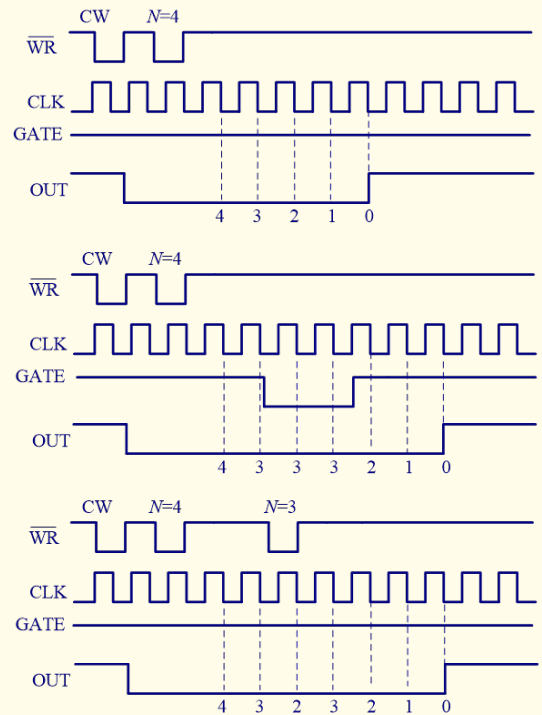 CW N=4
WR
CLK
GATE
OUT
4 3 2 1 0
CW N=4
WR
CLK
GATE
OUT
4 3 3 3 2 1 0
CW N=4 N=3
WR
CLK
GATE
OUT
4 3 2 3 2 1 0